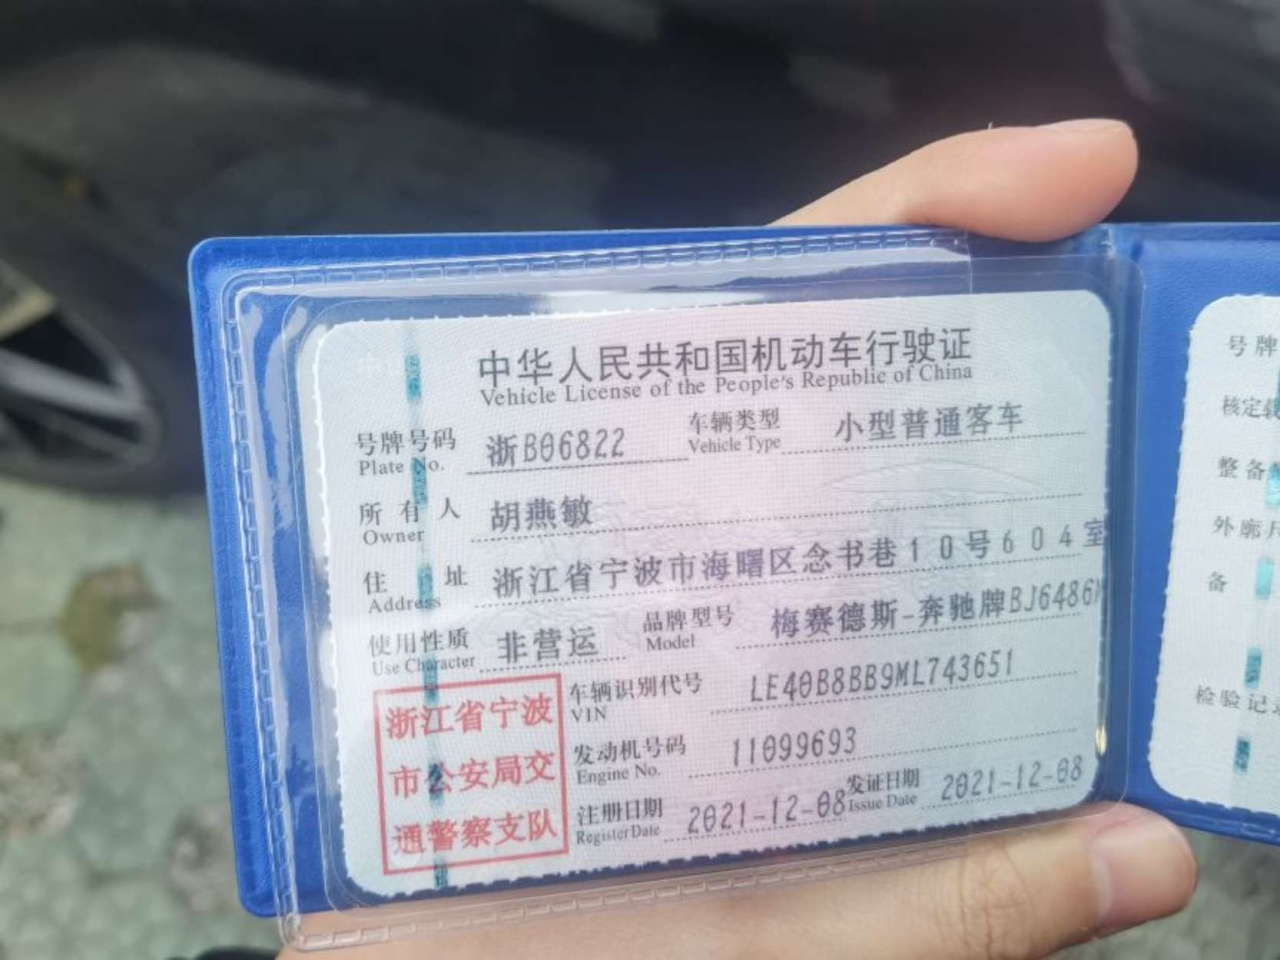 中华人民共和国机动车行驶证
Vehicle License of the People's Republic of China
号牌号码 浙B06822 车辆类型 小型普通客车
Plate No. Vehicle Type
所有人 胡燕敏
Owner
住址 浙江省宁波市海曙区念书巷10号604室
Address
使用性质 非营运 品牌型号 梅赛德斯-奔驰牌BJ6486
Use Character Model
浙江省宁波
市公安局交
通警察支队
车辆识别代号 LE40B8BB9ML743651
VIN
发动机号码 11099693
Engine No.
注册日期 2021-12-08 发证日期 2021-12-08
Register Date Issue Date
号牌
核定载
整备
外廓尺
备
检验记录